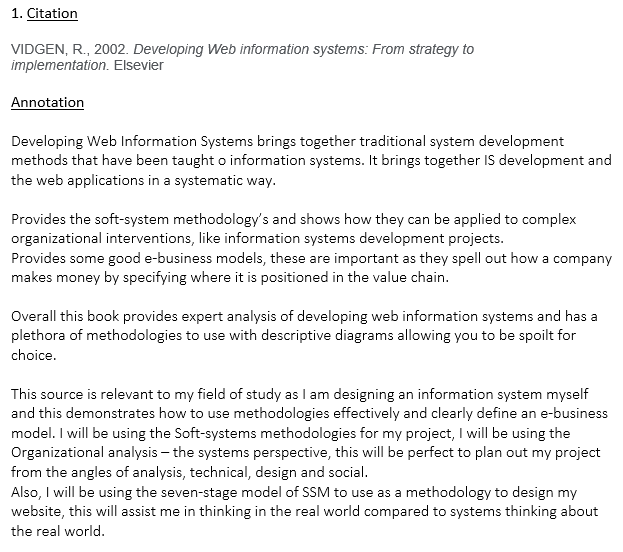 1. Citation
VIDGEN, R., 2002. Developing Web information systems: From strategy to
implementation. Elsevier
Annotation
Developing Web Information Systems brings together traditional system development
methods that have been taught o information systems. It brings together IS development and
the web applications in a systematic way.
Provides the soft-system methodology's and shows how they can be applied to complex
organizational interventions, like information systems development projects.
Provides some good e-business models, these are important as they spell out how a company
makes money by specifying where it is positioned in the value chain.
Overall this book provides expert analysis of developing web information systems and has a
plethora of methodologies to use with descriptive diagrams allowing you to be spoilt for
choice.
This source is relevant to my field of study as I am designing an information system myself
and this demonstrates how to use methodologies effectively and clearly define an e-business
model. I will be using the Soft-systems methodologies for my project, I will be using the
Organizational analysis – the systems perspective, this will be perfect to plan out my project
from the angles of analysis, technical, design and social.
Also, I will be using the seven-stage model of SSM to use as a methodology to design my
website, this will assist me in thinking in the real world compared to systems thinking about
the real world.